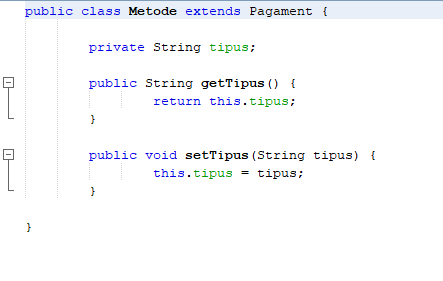 public class Metode extends Pagament {
private String tipus;
public String getTipus() {
return this.tipus;
}
public void setTipus(String tipus) {
this.tipus = tipus;
}
}